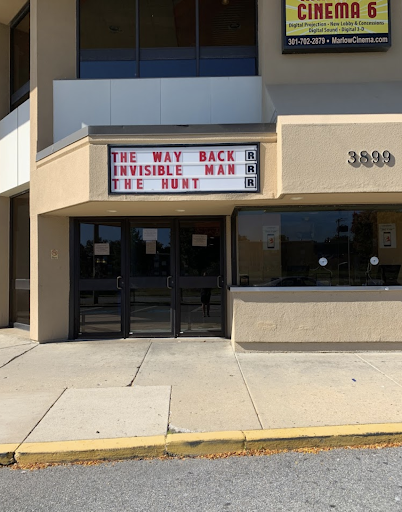 CINEMA 6
Digital Projection - New Lobby & Concessions
Digital Sound - Digital 3-D
301-702-2879 • MarlowCinema.com
THE WAY BACK R
INVISIBLE MAN R
THE HUNT R
3899